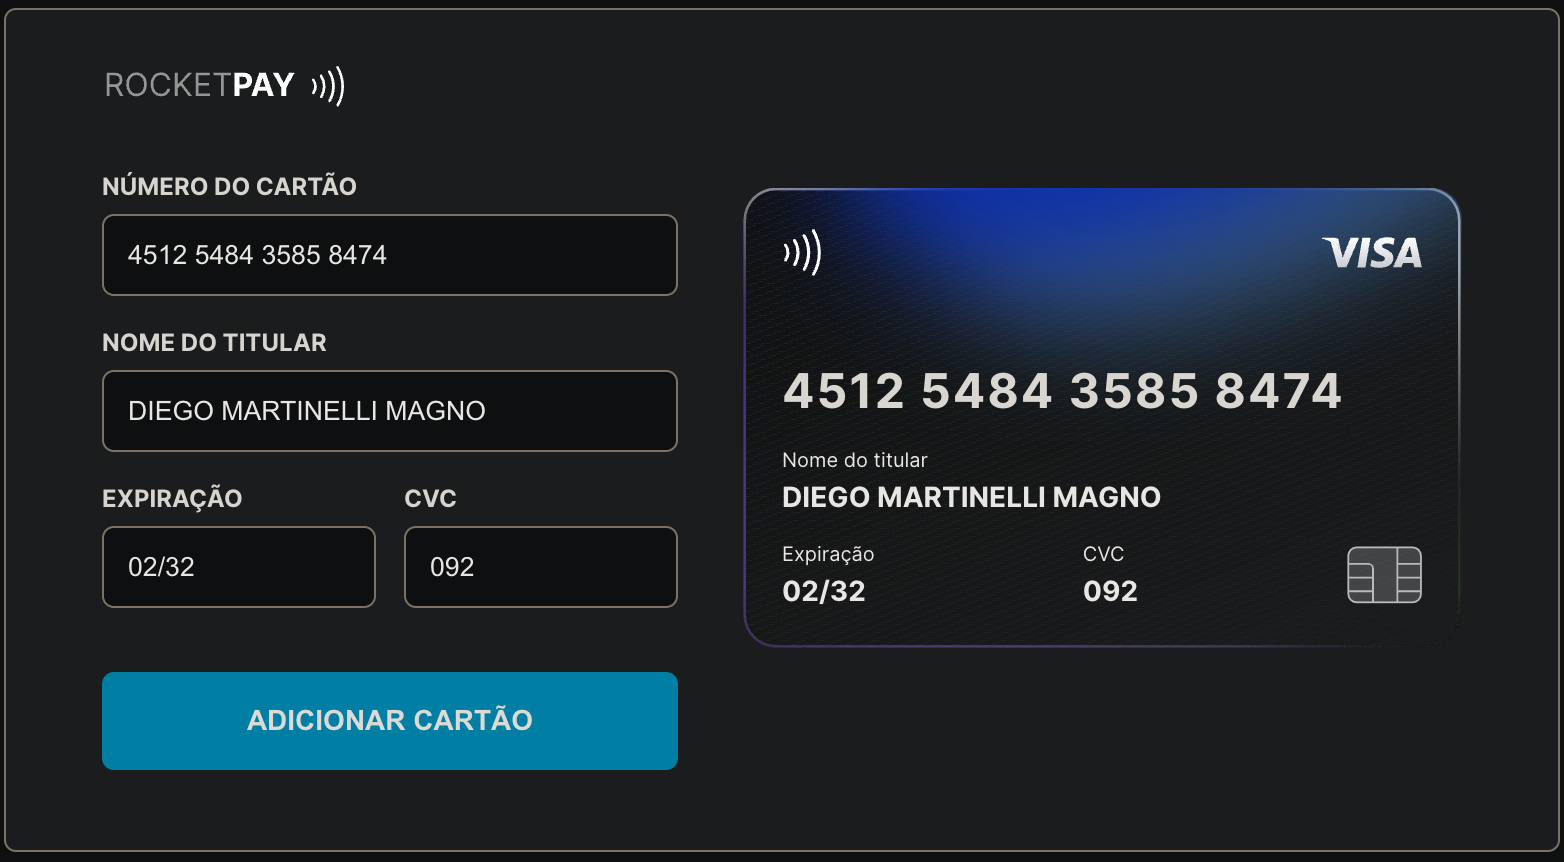 ROCKETPAY
NÚMERO DO CARTÃO
4512 5484 3585 8474
NOME DO TITULAR
DIEGO MARTINELLI MAGNO
EXPIRAÇÃO CVC
02/32 092
ADICIONAR CARTÃO
VISA
4512 5484 3585 8474
Nome do titular
DIEGO MARTINELLI MAGNO
Expiração CVC
02/32 092